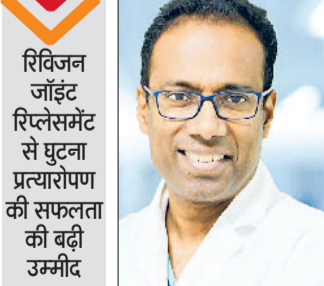 रिविजन
जॉइंट
रिप्लेसमेंट
से घुटना
प्रत्यारोपण
की सफलता
की बढ़ी
उम्मीद